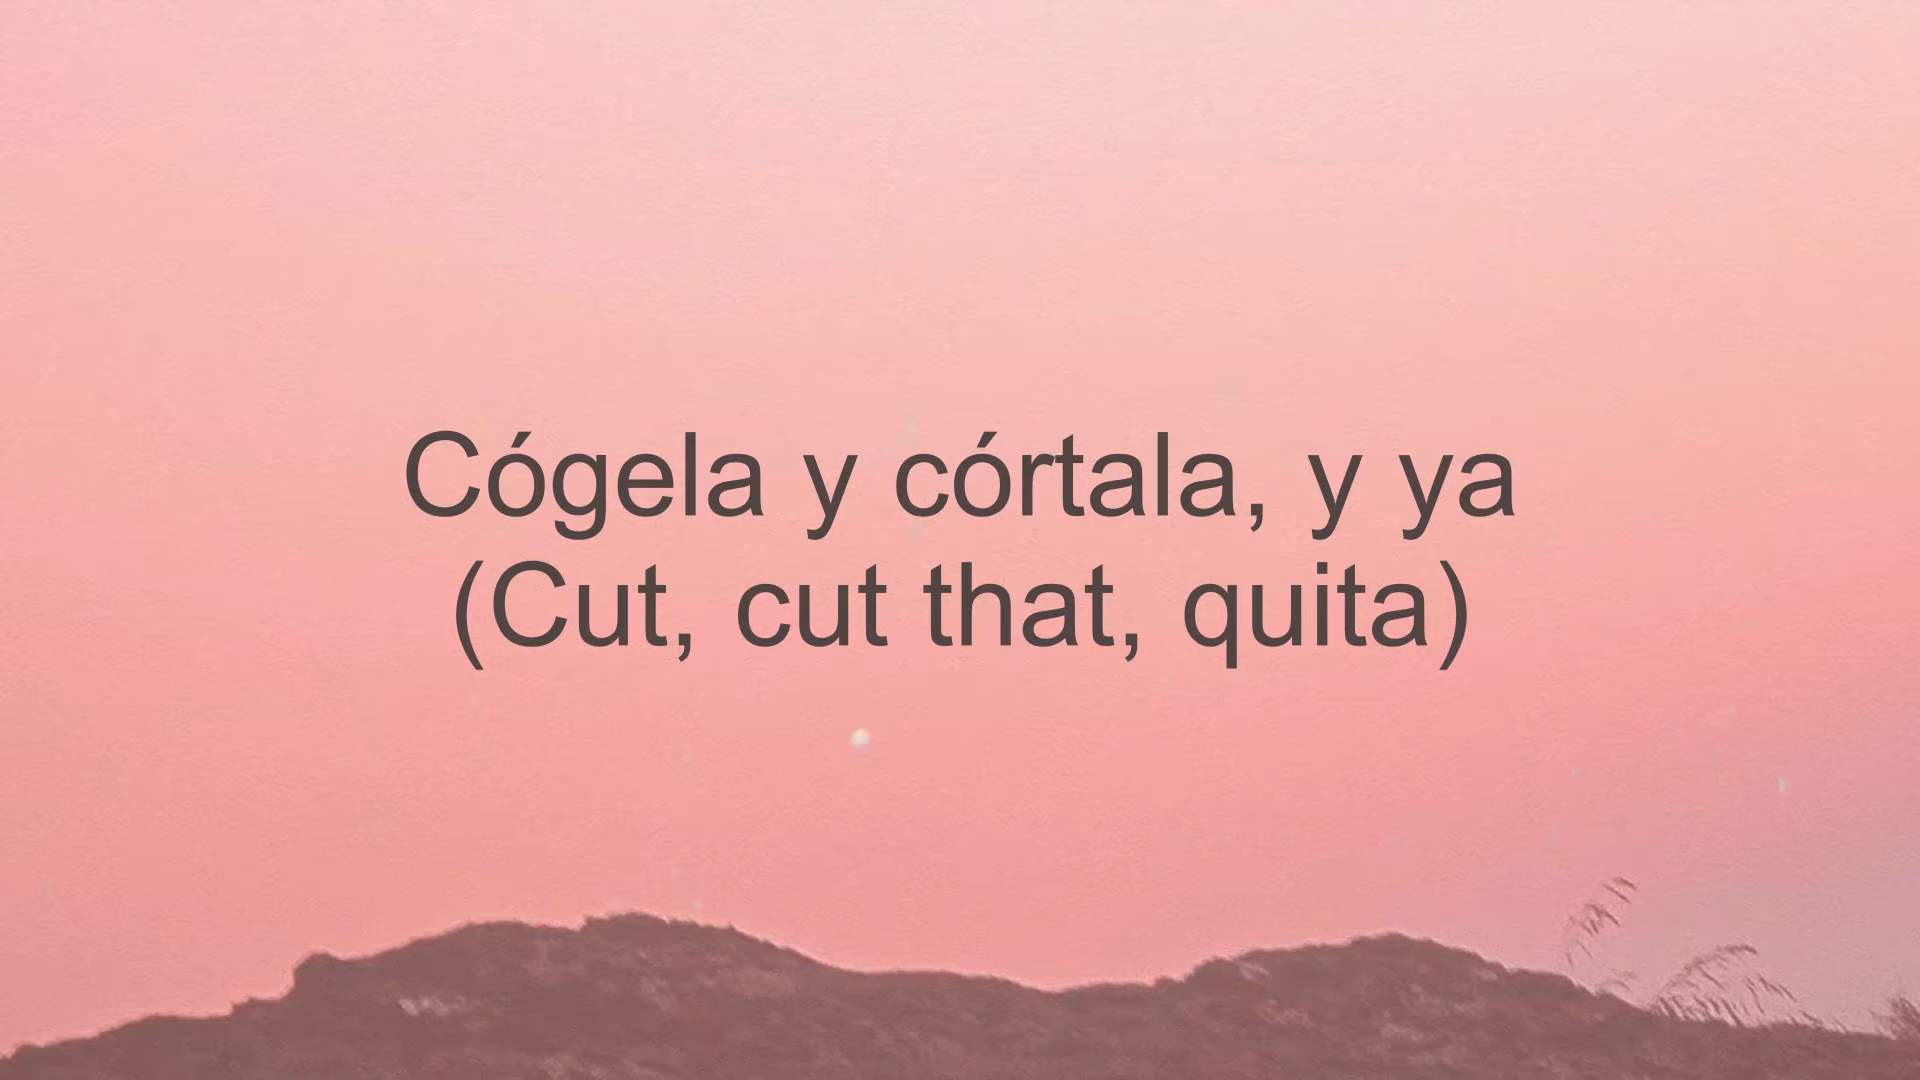 Cógela y córtala, y ya
(Cut, cut that, quita)